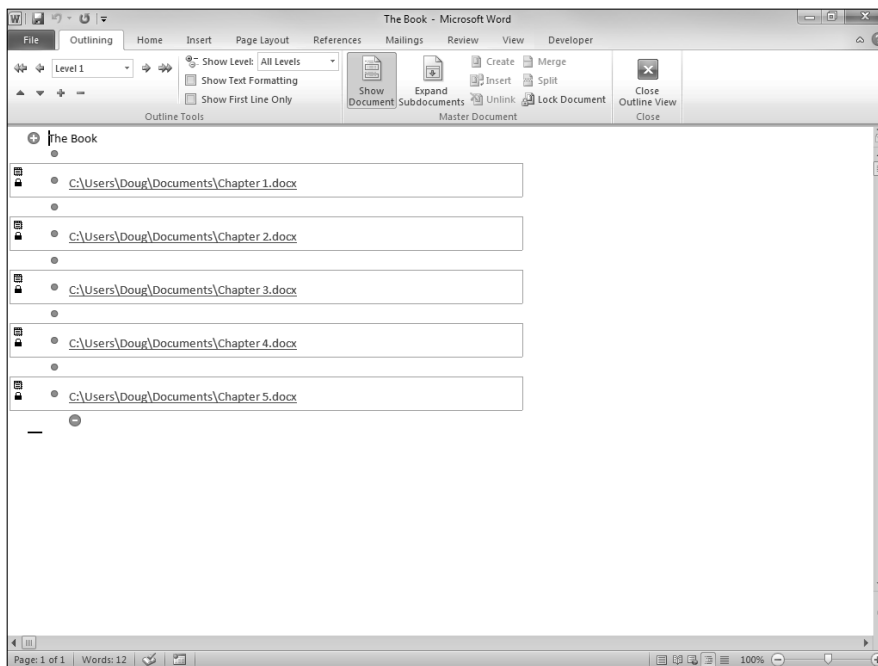 The Book - Microsoft Word
File Outlining Home Insert Page Layout References Mailings Review View Developer
Level 1
Show Level: All Levels
Show Text Formatting
Show First Line Only
Outline Tools
Show Document
Expand Subdocuments
Create Merge
Insert Split
Unlink Lock Document
Master Document
Close Outline View
Close
The Book
C:\Users\Doug\Documents\Chapter 1.docx
C:\Users\Doug\Documents\Chapter 2.docx
C:\Users\Doug\Documents\Chapter 3.docx
C:\Users\Doug\Documents\Chapter 4.docx
C:\Users\Doug\Documents\Chapter 5.docx
Page: 1 of 1 Words: 12 100%